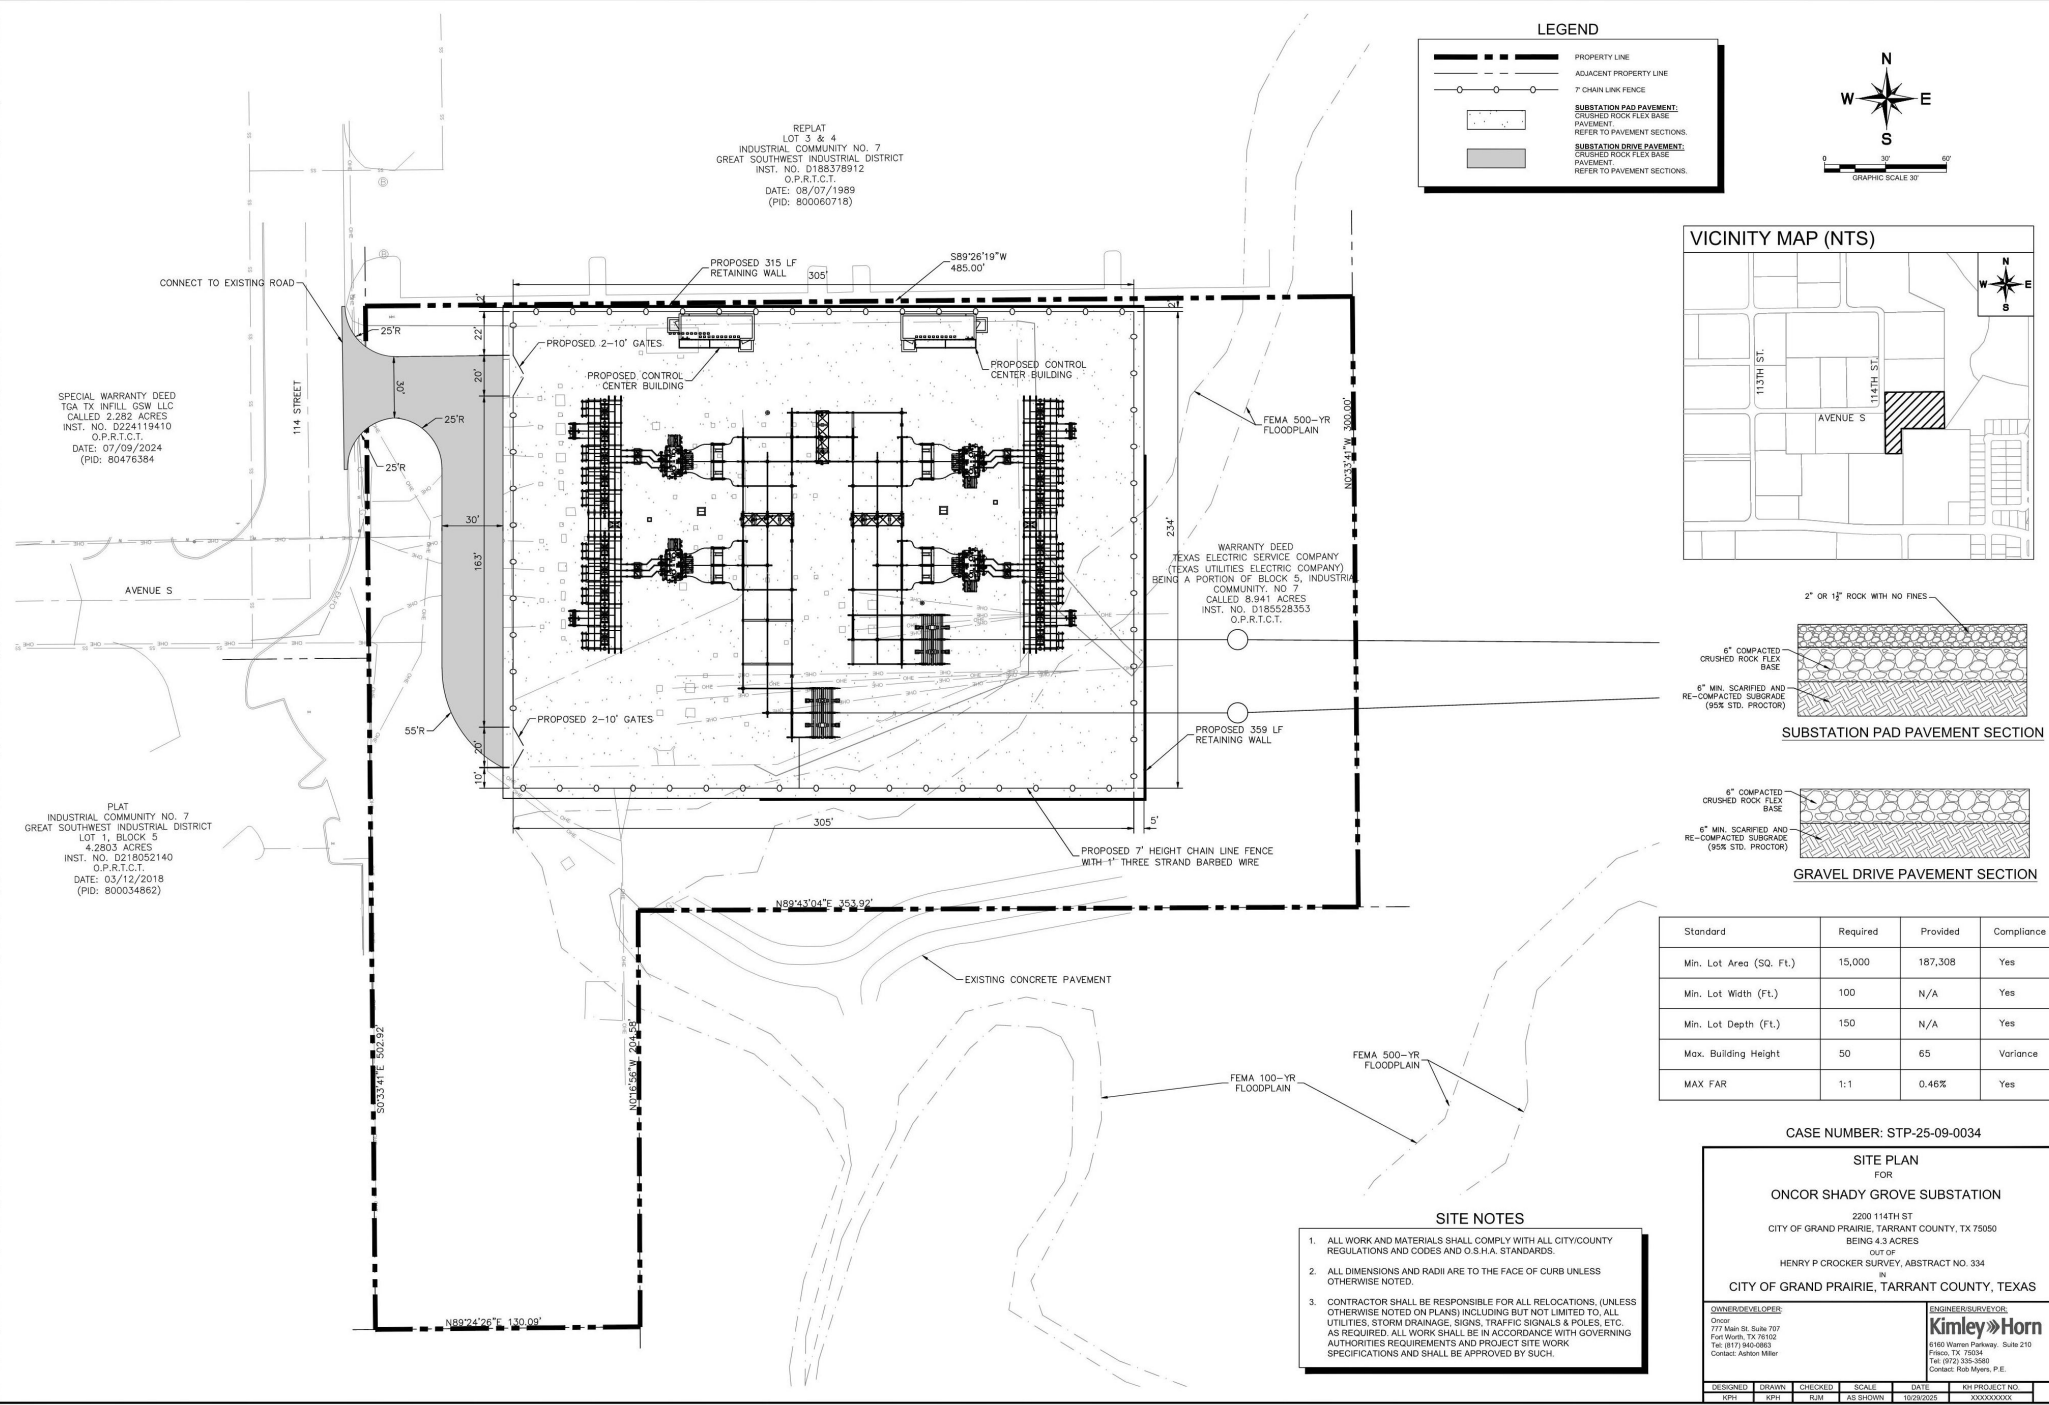 LEGEND
PROPERTY LINE
ADJACENT PROPERTY LINE
7' CHAIN LINK FENCE
SUBSTATION PAD PAVEMENT:
CRUSHED ROCK FLEX BASE
PAVEMENT.
REFER TO PAVEMENT SECTIONS.
SUBSTATION DRIVE PAVEMENT:
CRUSHED ROCK FLEX BASE
PAVEMENT.
REFER TO PAVEMENT SECTIONS.
N
W E
S
0 30' 60'
GRAPHIC SCALE 30'
REPLAT
LOT 3 & 4
INDUSTRIAL COMMUNITY NO. 7
GREAT SOUTHWEST INDUSTRIAL DISTRICT
INST. NO. D188378912
O.P.R.T.C.T.
DATE: 08/07/1989
(PID: 800060718)
VICINITY MAP (NTS)
N
W E
S
113TH ST.
114TH ST.
AVENUE S
CONNECT TO EXISTING ROAD
PROPOSED 315 LF
RETAINING WALL
305'
S89°26'19"W
485.00'
2'
2'
25'R
22'
20'
30'
25'R
25'R
PROPOSED 2-10' GATES
PROPOSED CONTROL
CENTER BUILDING
PROPOSED CONTROL
CENTER BUILDING
FEMA 500-YR
FLOODPLAIN
N0°33'41"W 300.00'
SPECIAL WARRANTY DEED
TGA TX INFILL GSW LLC
CALLED 2.282 ACRES
INST. NO. D224119410
O.P.R.T.C.T.
DATE: 07/09/2024
(PID: 80476384
114 STREET
AVENUE S
30'
163'
234'
WARRANTY DEED
TEXAS ELECTRIC SERVICE COMPANY
(TEXAS UTILITIES ELECTRIC COMPANY)
BEING A PORTION OF BLOCK 5, INDUSTRIA
COMMUNITY. NO 7
CALLED 8.941 ACRES
INST. NO. D185528353
O.P.R.T.C.T.
2" OR 1½" ROCK WITH NO FINES
6" COMPACTED
CRUSHED ROCK FLEX
BASE
6" MIN. SCARIFIED AND
RE-COMPACTED SUBGRADE
(95% STD. PROCTOR)
SUBSTATION PAD PAVEMENT SECTION
55'R
PROPOSED 2-10' GATES
20'
10'
PROPOSED 359 LF
RETAINING WALL
305'
5'
PROPOSED 7' HEIGHT CHAIN LINE FENCE
WITH 1' THREE STRAND BARBED WIRE
6" COMPACTED
CRUSHED ROCK FLEX
BASE
6" MIN. SCARIFIED AND
RE-COMPACTED SUBGRADE
(95% STD. PROCTOR)
GRAVEL DRIVE PAVEMENT SECTION
PLAT
INDUSTRIAL COMMUNITY NO. 7
GREAT SOUTHWEST INDUSTRIAL DISTRICT
LOT 1, BLOCK 5
4.2803 ACRES
INST. NO. D218052140
O.P.R.T.C.T.
DATE: 03/12/2018
(PID: 800034862)
N89°43'04"E 353.92'
EXISTING CONCRETE PAVEMENT
S0°33'41"E 502.92'
N0°16'56"W 204.58'
FEMA 100-YR
FLOODPLAIN
FEMA 500-YR
FLOODPLAIN
N89°24'26"E 130.09'
Standard Required Provided Compliance
Min. Lot Area (SQ. Ft.) 15,000 187,308 Yes
Min. Lot Width (Ft.) 100 N/A Yes
Min. Lot Depth (Ft.) 150 N/A Yes
Max. Building Height 50 65 Variance
MAX FAR 1:1 0.46% Yes
SITE NOTES
1. ALL WORK AND MATERIALS SHALL COMPLY WITH ALL CITY/COUNTY
REGULATIONS AND CODES AND O.S.H.A. STANDARDS.
2. ALL DIMENSIONS AND RADII ARE TO THE FACE OF CURB UNLESS
OTHERWISE NOTED.
3. CONTRACTOR SHALL BE RESPONSIBLE FOR ALL RELOCATIONS, (UNLESS
OTHERWISE NOTED ON PLANS) INCLUDING BUT NOT LIMITED TO, ALL
UTILITIES, STORM DRAINAGE, SIGNS, TRAFFIC SIGNALS & POLES, ETC.
AS REQUIRED. ALL WORK SHALL BE IN ACCORDANCE WITH GOVERNING
AUTHORITIES REQUIREMENTS AND PROJECT SITE WORK
SPECIFICATIONS AND SHALL BE APPROVED BY SUCH.
CASE NUMBER: STP-25-09-0034
SITE PLAN
FOR
ONCOR SHADY GROVE SUBSTATION
2200 114TH ST
CITY OF GRAND PRAIRIE, TARRANT COUNTY, TX 75050
BEING 4.3 ACRES
OUT OF
HENRY P CROCKER SURVEY, ABSTRACT NO. 334
IN
CITY OF GRAND PRAIRIE, TARRANT COUNTY, TEXAS
OWNER/DEVELOPER:
Oncor
777 Main St. Suite 707
Fort Worth, TX 76102
Tel: (817) 940-0863
Contact: Ashton Miller
ENGINEER/SURVEYOR:
Kimley»Horn
6160 Warren Parkway. Suite 210
Frisco, TX 75034
Tel: (972) 335-3580
Contact: Rob Myers, P.E.
DESIGNED DRAWN CHECKED SCALE DATE KH PROJECT NO.
KPH KPH RJM AS SHOWN 10/29/2025 XXXXXXXXX